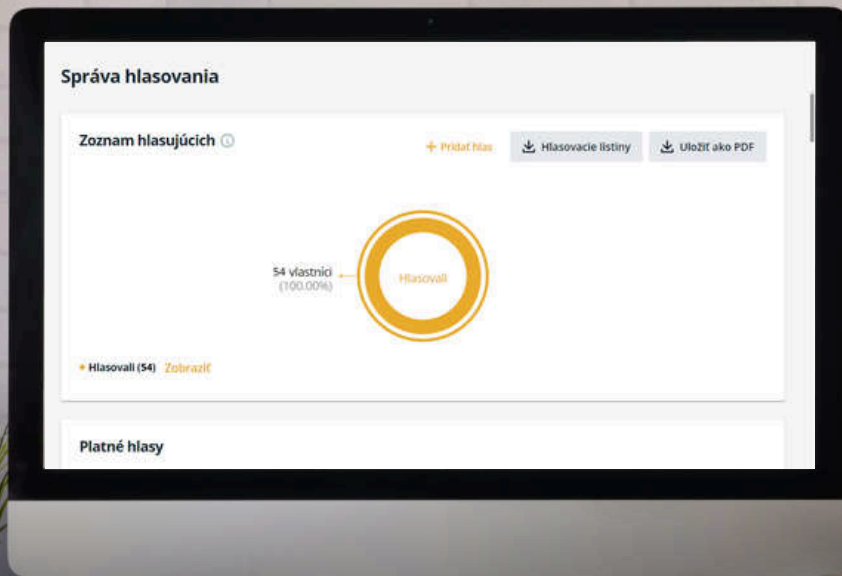 Správa hlasovania
Zoznam hlasujúcich
+ Pridať hlas
Hlasovacie listiny
Uložiť ako PDF
54 vlastníci
(100.00%)
Hlasovali
Hlasovali (54) Zobraziť
Platné hlasy